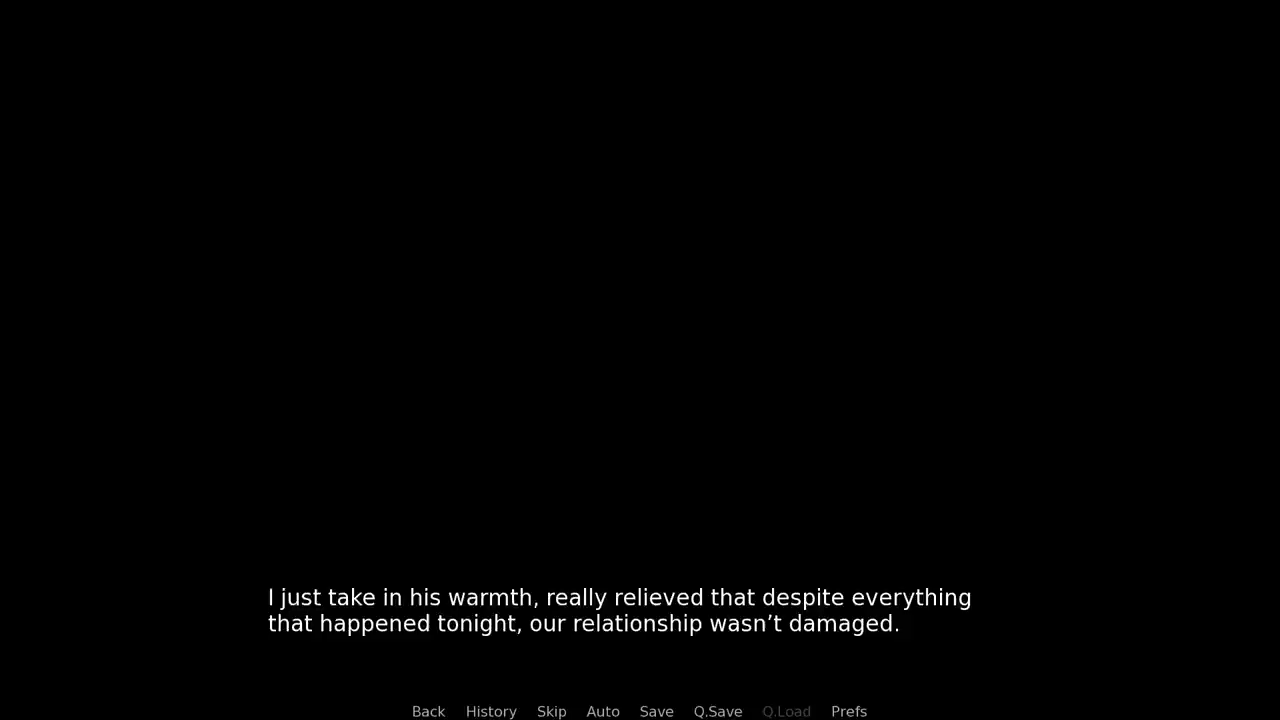 I just take in his warmth, really relieved that despite everything
that happened tonight, our relationship wasn’t damaged.
Back History Skip Auto Save Q.Save Q.Load Prefs